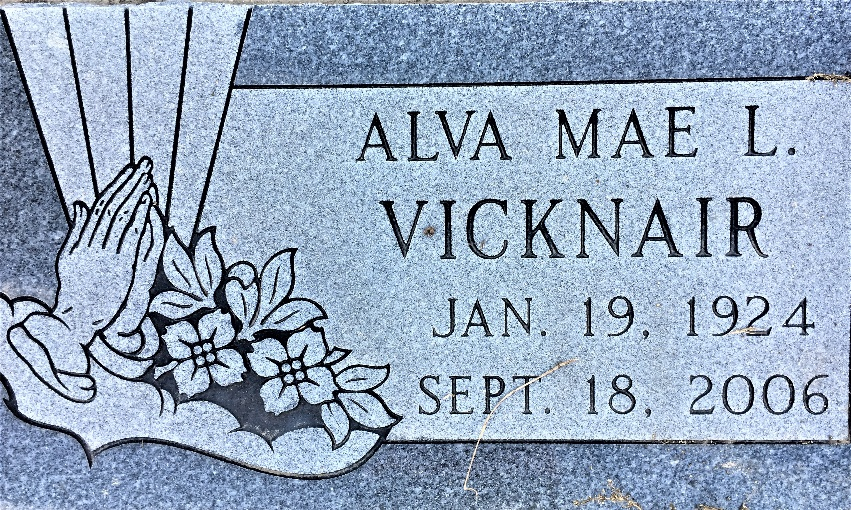 ALVA MAE L.
VICKNAIR
JAN. 19, 1924
SEPT. 18, 2006